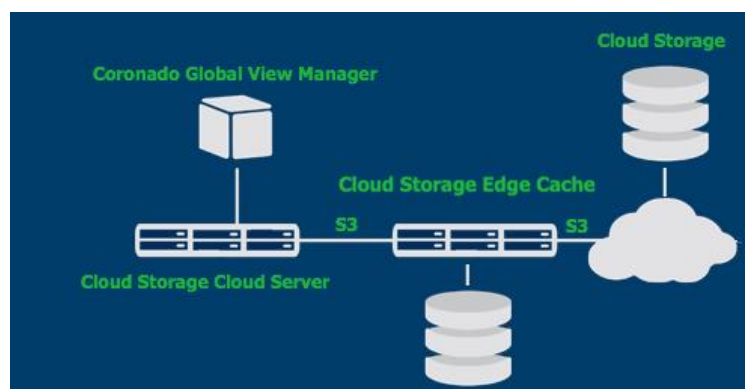 Cloud Storage
Coronado Global View Manager
Cloud Storage Edge Cache
S3
S3
Cloud Storage Cloud Server